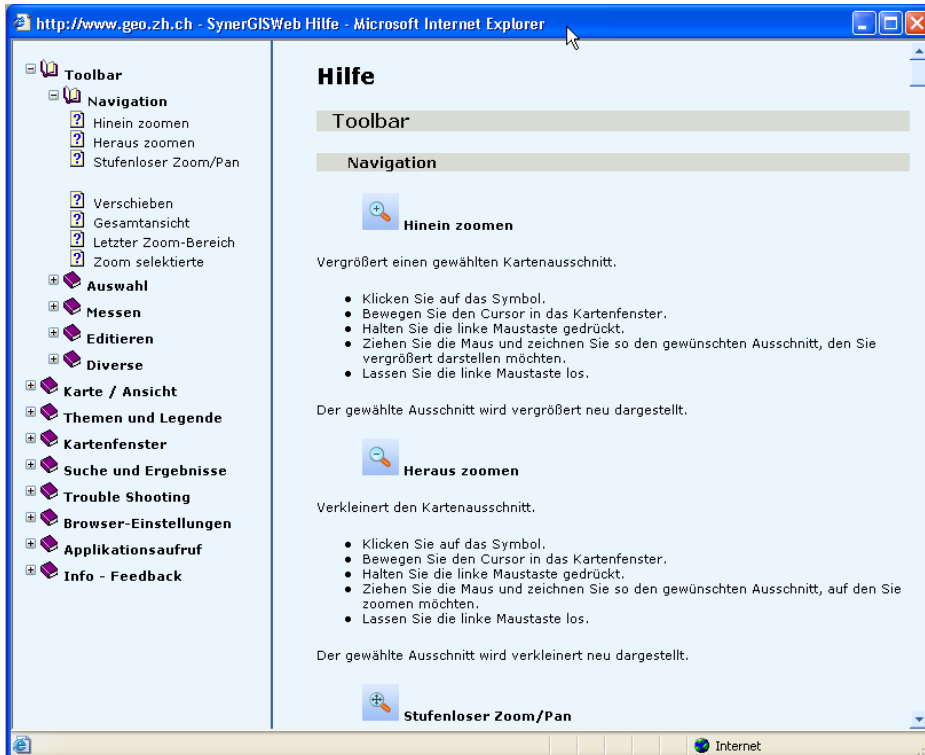 http://www.geo.zh.ch - SynerGISWeb Hilfe - Microsoft Internet Explorer
Toolbar
Navigation
Hinein zoomen
Heraus zoomen
Stufenloser Zoom/Pan
Verschieben
Gesamtansicht
Letzter Zoom-Bereich
Zoom selektierte
Auswahl
Messen
Editieren
Diverse
Karte / Ansicht
Themen und Legende
Kartenfenster
Suche und Ergebnisse
Trouble Shooting
Browser-Einstellungen
Applikationsaufruf
Info - Feedback
Hilfe
Toolbar
Navigation
Hinein zoomen
Vergrößert einen gewählten Kartenausschnitt.
Klicken Sie auf das Symbol.
Bewegen Sie den Cursor in das Kartenfenster.
Halten Sie die linke Maustaste gedrückt.
Ziehen Sie die Maus und zeichnen Sie so den gewünschten Ausschnitt, den Sie
vergrößert darstellen möchten.
Lassen Sie die linke Maustaste los.
Der gewählte Ausschnitt wird vergrößert neu dargestellt.
Heraus zoomen
Verkleinert den Kartenausschnitt.
Klicken Sie auf das Symbol.
Bewegen Sie den Cursor in das Kartenfenster.
Halten Sie die linke Maustaste gedrückt.
Ziehen Sie die Maus und zeichnen Sie so den gewünschten Ausschnitt, auf den Sie
zoomen möchten.
Lassen Sie die linke Maustaste los.
Der gewählte Ausschnitt wird verkleinert neu dargestellt.
Stufenloser Zoom/Pan
Internet